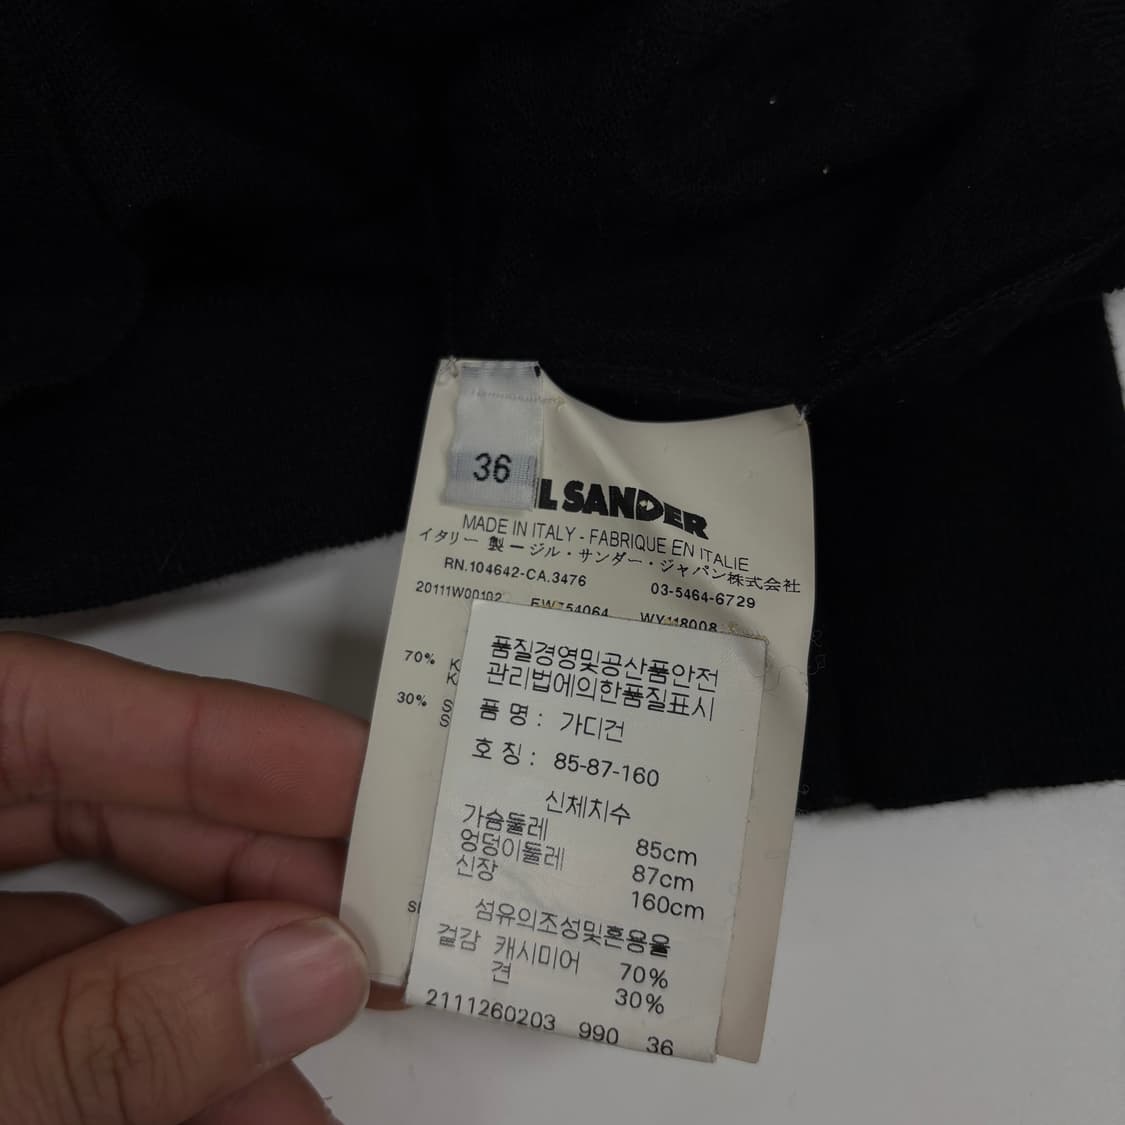 36
L SANDER
MADE IN ITALY - FABRIQUE EN ITALIE
イタリー 製 - ジル・サンダー・ジャパン株式会社
RN.104642-CA.3476 03-5464-6729
20111W00102 WY118008
70% K
K
30% S
S
품질경영및공산품안전
관리법에의한품질표시
품 명 : 가디건
호 칭 : 85-87-160
신체치수
가슴둘레 85cm
엉덩이둘레 87cm
신장 160cm
섬유의조성및혼용율
겉감 캐시미어 70%
견 30%
2111260203 990 36